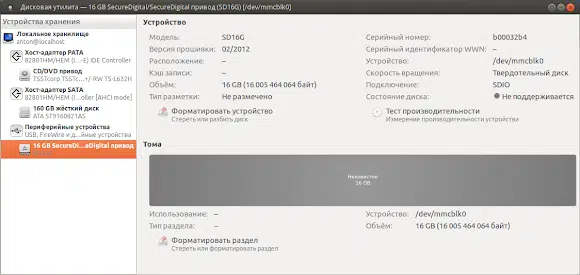 Дисковая утилита — 16 GB SecureDigital/SecureDigital привод (SD16G) [/dev/mmcblk0]
Устройства хранения
Локальное хранилище
anton@localhost
Хост-адаптер PATA
82801HM/HEM (I...-E) IDE Controller
CD/DVD привод
TSSTcorp TSSTc...+/-RW TS-L632H
Хост-адаптер SATA
82801HM/HEM (I...oller [AHCI mode]
160 GB жёсткий диск
ATA ST9160821AS
Периферийные устройства
USB, FireWire и д...йные устройства
16 GB SecureDi...eDigital привод
Устройство
Модель: SD16G Серийный номер: b00032b4
Версия прошивки: 02/2012 Серийный идентификатор WWN: –
Расположение: – Устройство: /dev/mmcblk0
Кэш записи: – Скорость вращения: Твердотельный диск
Объём: 16 GB (16 005 464 064 байт) Подключение: SDIO
Тип разметки: Не размечено Состояние диска: Не поддерживается
Форматировать устройство Тест производительности
Стереть или разбить диск Измерение производительности устройства
Тома
Неизвестно
16 GB
Использование: – Устройство: /dev/mmcblk0
Тип раздела: – Объём: 16 GB (16 005 464 064 байт)
Форматировать раздел
Стереть или форматировать раздел